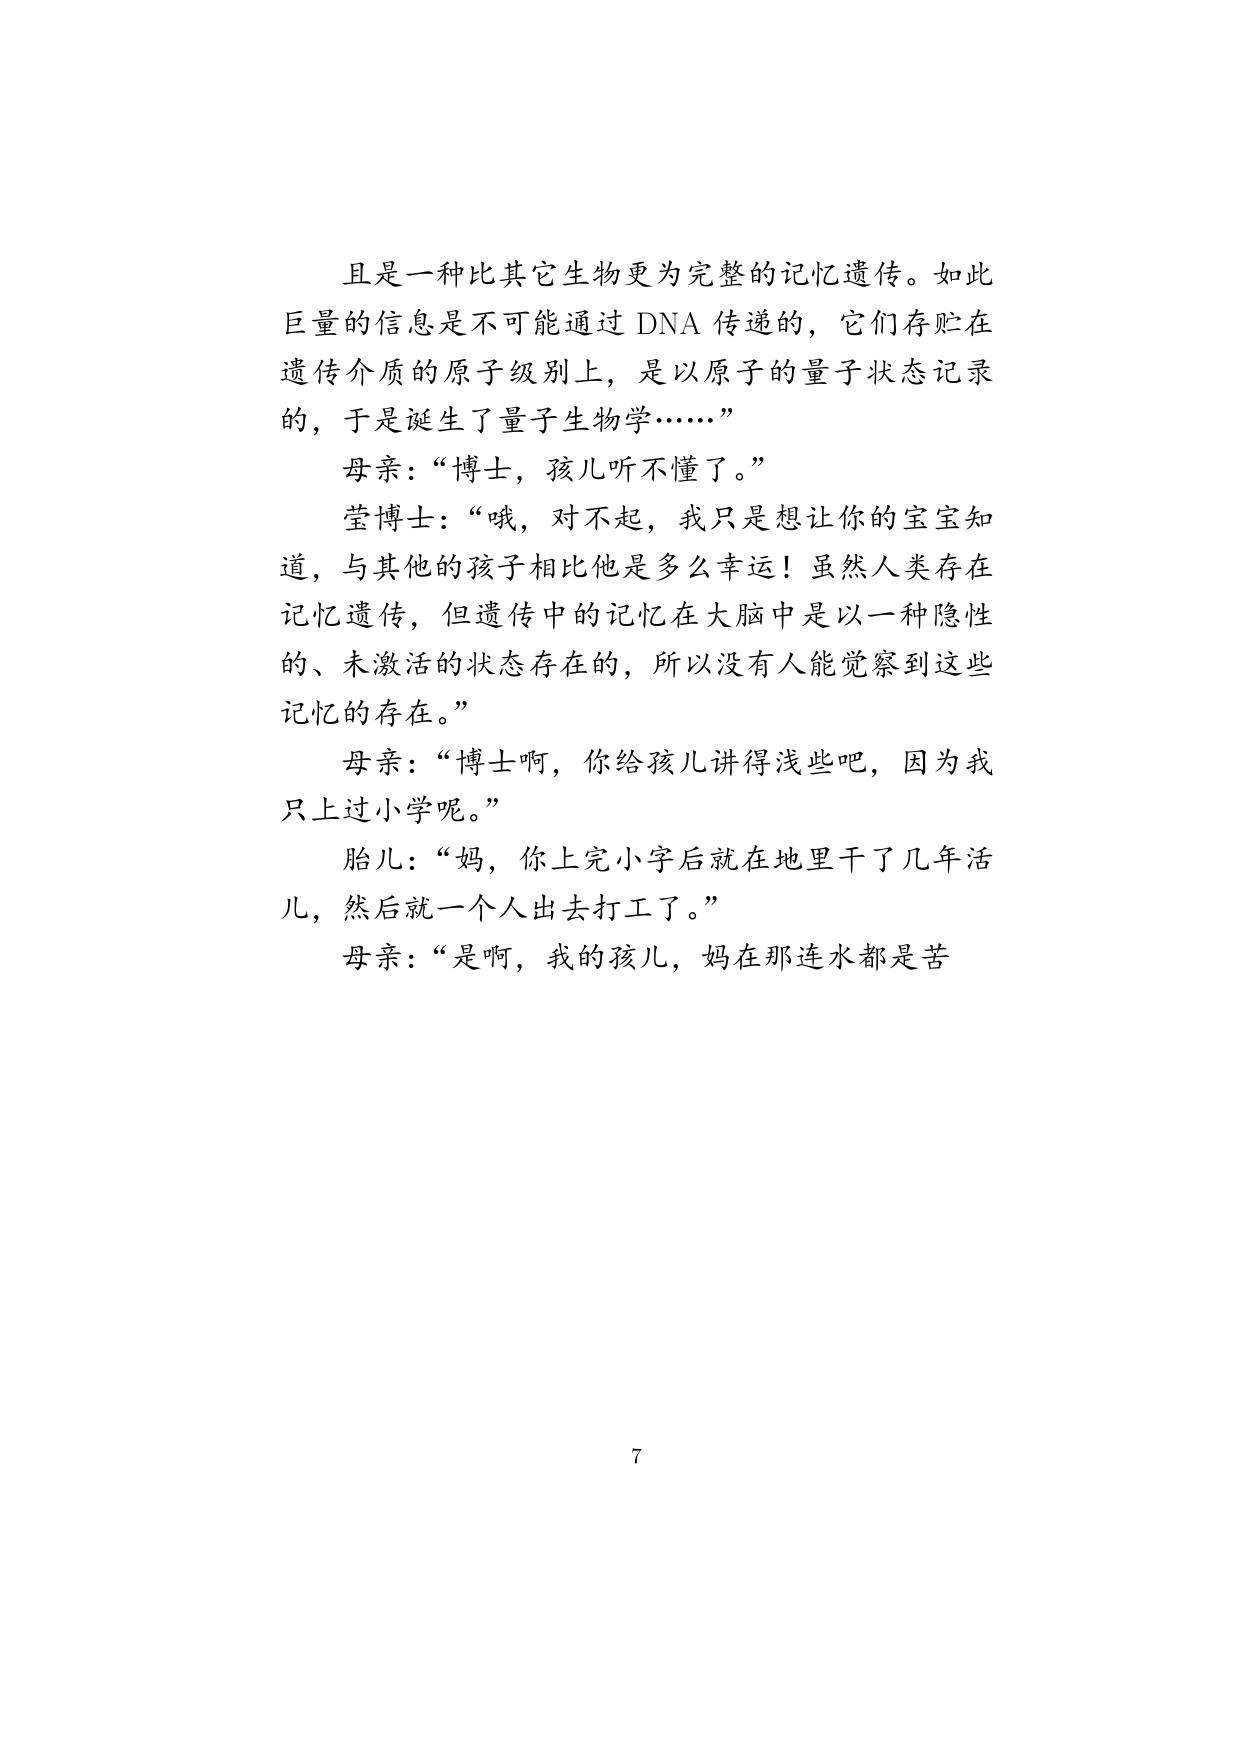 且是一种比其它生物更为完整的记忆遗传。如此
巨量的信息是不可能通过 DNA 传递的，它们存贮在
遗传介质的原子级别上，是以原子的量子状态记录
的，于是诞生了量子生物学……”
母亲：“博士，孩儿听不懂了。”
莹博士：“哦，对不起，我只是想让你的宝宝知
道，与其他的孩子相比他是多么幸运！虽然人类存在
记忆遗传，但遗传中的记忆在大脑中是以一种隐性
的、未激活的状态存在的，所以没有人能觉察到这些
记忆的存在。”
母亲：“博士啊，你给孩儿讲得浅些吧，因为我
只上过小学呢。”
胎儿：“妈，你上完小字后就在地里干了几年活
儿，然后就一个人出去打工了。”
母亲：“是啊，我的孩儿，妈在那连水都是苦
7